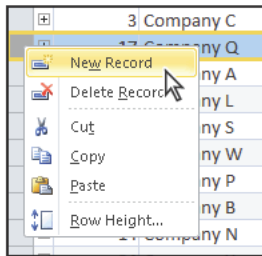 3 Company C
17 Company Q
New Record
ny A
Delete Record
ny L
Cut
ny S
Copy
ny W
Paste
ny P
ny B
Row Height...
Company N